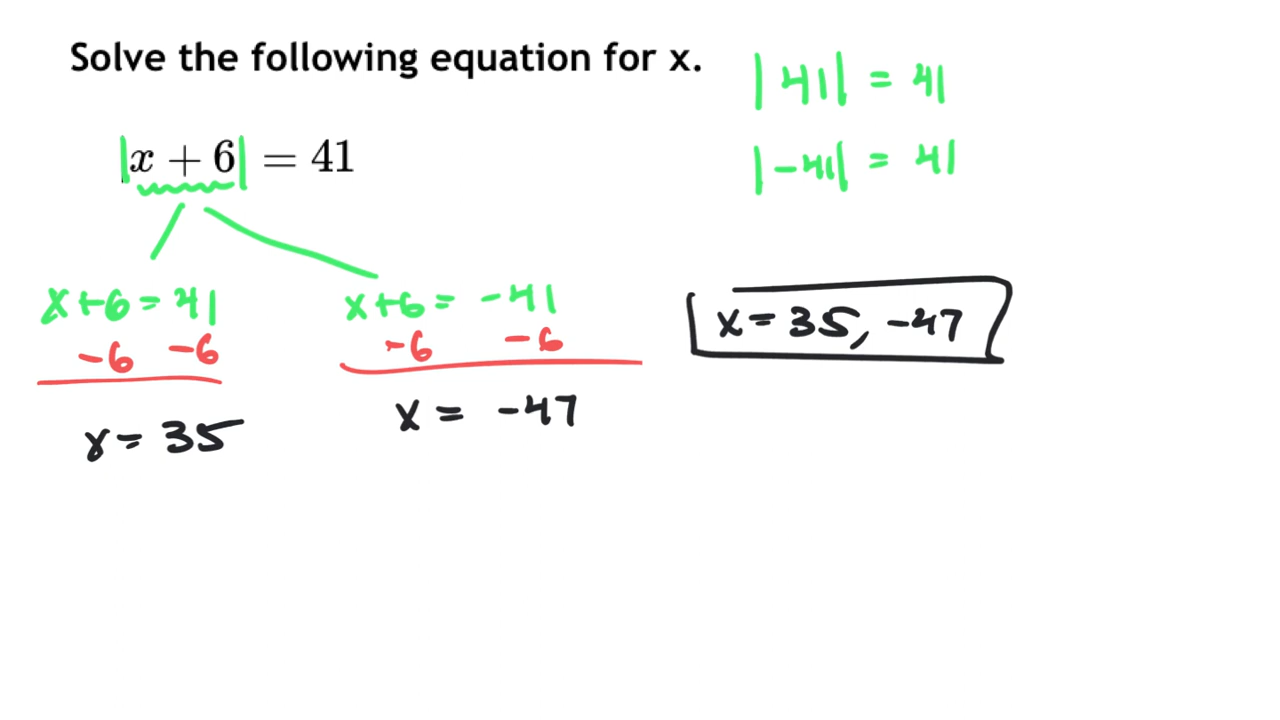 Solve the following equation for x.
|x + 6| = 41
|41| = 41
|-41| = 41
x+6=41
-6 -6
x=35
x+6= -41
-6 -6
x= -47
x=35, -47